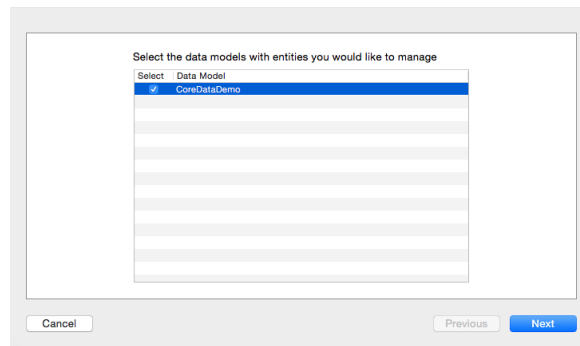 Select the data models with entities you would like to manage
Select Data Model
CoreDataDemo
Cancel Previous Next